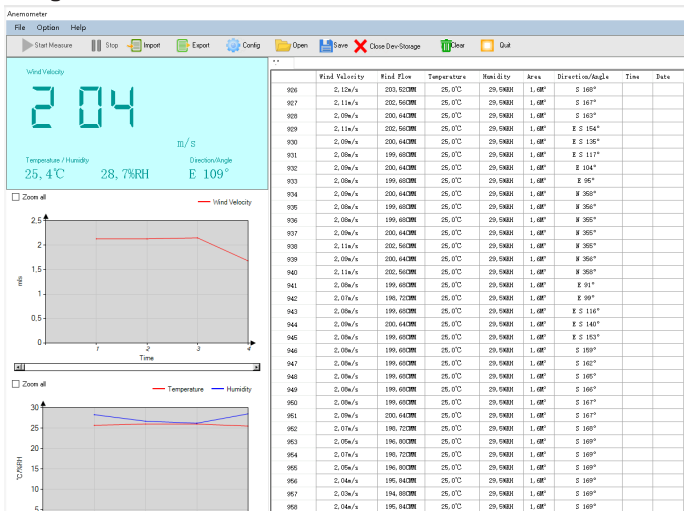 Anemometer
File Option Help
Start Measure Stop Import Export Config Open Save Close Dev-Storage Clear Quit
Wind Velocity
2 04
m/s
Temperature / Humidity Direction/Angle
25,4℃ 28,7%RH E 109°
Zoom all
Wind Velocity
2,5
2
1,5
1
0,5
0
m/s
1 2 3 4
Time
Zoom all
Temperature Humidity
30
25
20
15
10
5
℃/%RH
Wind Velocity Wind Flow Temperature Humidity Area Direction/Angle Time Date
926 2,12m/s 203,52CMM 25,0℃ 29,5%RH 1,6M² S 168°
927 2,11m/s 202,56CMM 25,0℃ 29,5%RH 1,6M² S 167°
928 2,09m/s 200,64CMM 25,0℃ 29,5%RH 1,6M² S 163°
929 2,11m/s 202,56CMM 25,0℃ 29,5%RH 1,6M² E S 154°
930 2,09m/s 200,64CMM 25,0℃ 29,5%RH 1,6M² E S 135°
931 2,08m/s 199,68CMM 25,0℃ 29,5%RH 1,6M² E S 117°
932 2,09m/s 200,64CMM 25,0℃ 29,5%RH 1,6M² E 104°
933 2,08m/s 199,68CMM 25,0℃ 29,5%RH 1,6M² E 95°
934 2,09m/s 200,64CMM 25,0℃ 29,5%RH 1,6M² N 358°
935 2,08m/s 199,68CMM 25,0℃ 29,5%RH 1,6M² N 356°
936 2,08m/s 199,68CMM 25,0℃ 29,5%RH 1,6M² N 355°
937 2,09m/s 200,64CMM 25,0℃ 29,5%RH 1,6M² N 355°
938 2,11m/s 202,56CMM 25,0℃ 29,5%RH 1,6M² N 355°
939 2,09m/s 200,64CMM 25,0℃ 29,5%RH 1,6M² N 356°
940 2,11m/s 202,56CMM 25,0℃ 29,5%RH 1,6M² N 358°
941 2,08m/s 199,68CMM 25,0℃ 29,5%RH 1,6M² E 91°
942 2,07m/s 198,72CMM 25,0℃ 29,5%RH 1,6M² E 99°
943 2,08m/s 199,68CMM 25,0℃ 29,5%RH 1,6M² E S 116°
944 2,09m/s 200,64CMM 25,0℃ 29,5%RH 1,6M² E S 140°
945 2,08m/s 199,68CMM 25,0℃ 29,5%RH 1,6M² E S 153°
946 2,08m/s 199,68CMM 25,0℃ 29,5%RH 1,6M² S 159°
947 2,08m/s 199,68CMM 25,0℃ 29,5%RH 1,6M² S 162°
948 2,08m/s 199,68CMM 25,0℃ 29,5%RH 1,6M² S 165°
949 2,08m/s 199,68CMM 25,0℃ 29,5%RH 1,6M² S 166°
950 2,08m/s 199,68CMM 25,0℃ 29,5%RH 1,6M² S 167°
951 2,09m/s 200,64CMM 25,0℃ 29,5%RH 1,6M² S 167°
952 2,07m/s 198,72CMM 25,0℃ 29,5%RH 1,6M² S 168°
953 2,05m/s 196,80CMM 25,0℃ 29,5%RH 1,6M² S 169°
954 2,07m/s 198,72CMM 25,0℃ 29,5%RH 1,6M² S 169°
955 2,05m/s 196,80CMM 25,0℃ 29,5%RH 1,6M² S 169°
956 2,04m/s 195,84CMM 25,0℃ 29,5%RH 1,6M² S 169°
957 2,03m/s 194,88CMM 25,0℃ 29,5%RH 1,6M² S 169°
958 2,04m/s 195,84CMM 25,0℃ 29,5%RH 1,6M² S 169°